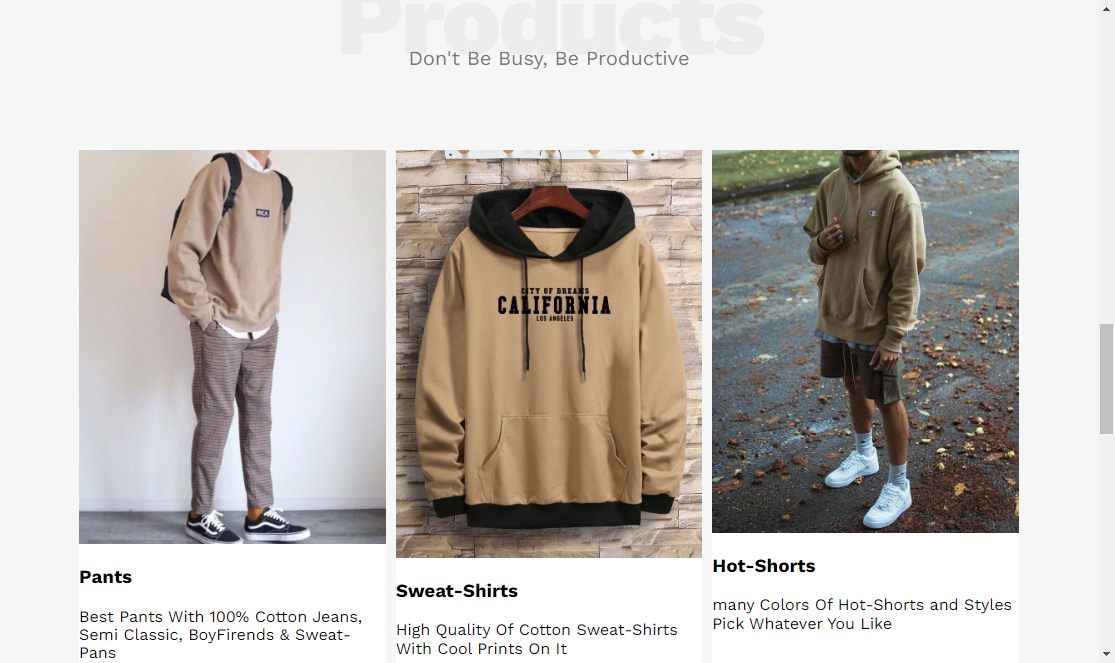 Products
Don't Be Busy, Be Productive
CITY OF DREAMS
CALIFORNIA
LOS ANGELES
Pants
Best Pants With 100% Cotton Jeans,
Semi Classic, BoyFirends & Sweat-
Pans
Sweat-Shirts
High Quality Of Cotton Sweat-Shirts
With Cool Prints On It
Hot-Shorts
many Colors Of Hot-Shorts and Styles
Pick Whatever You Like